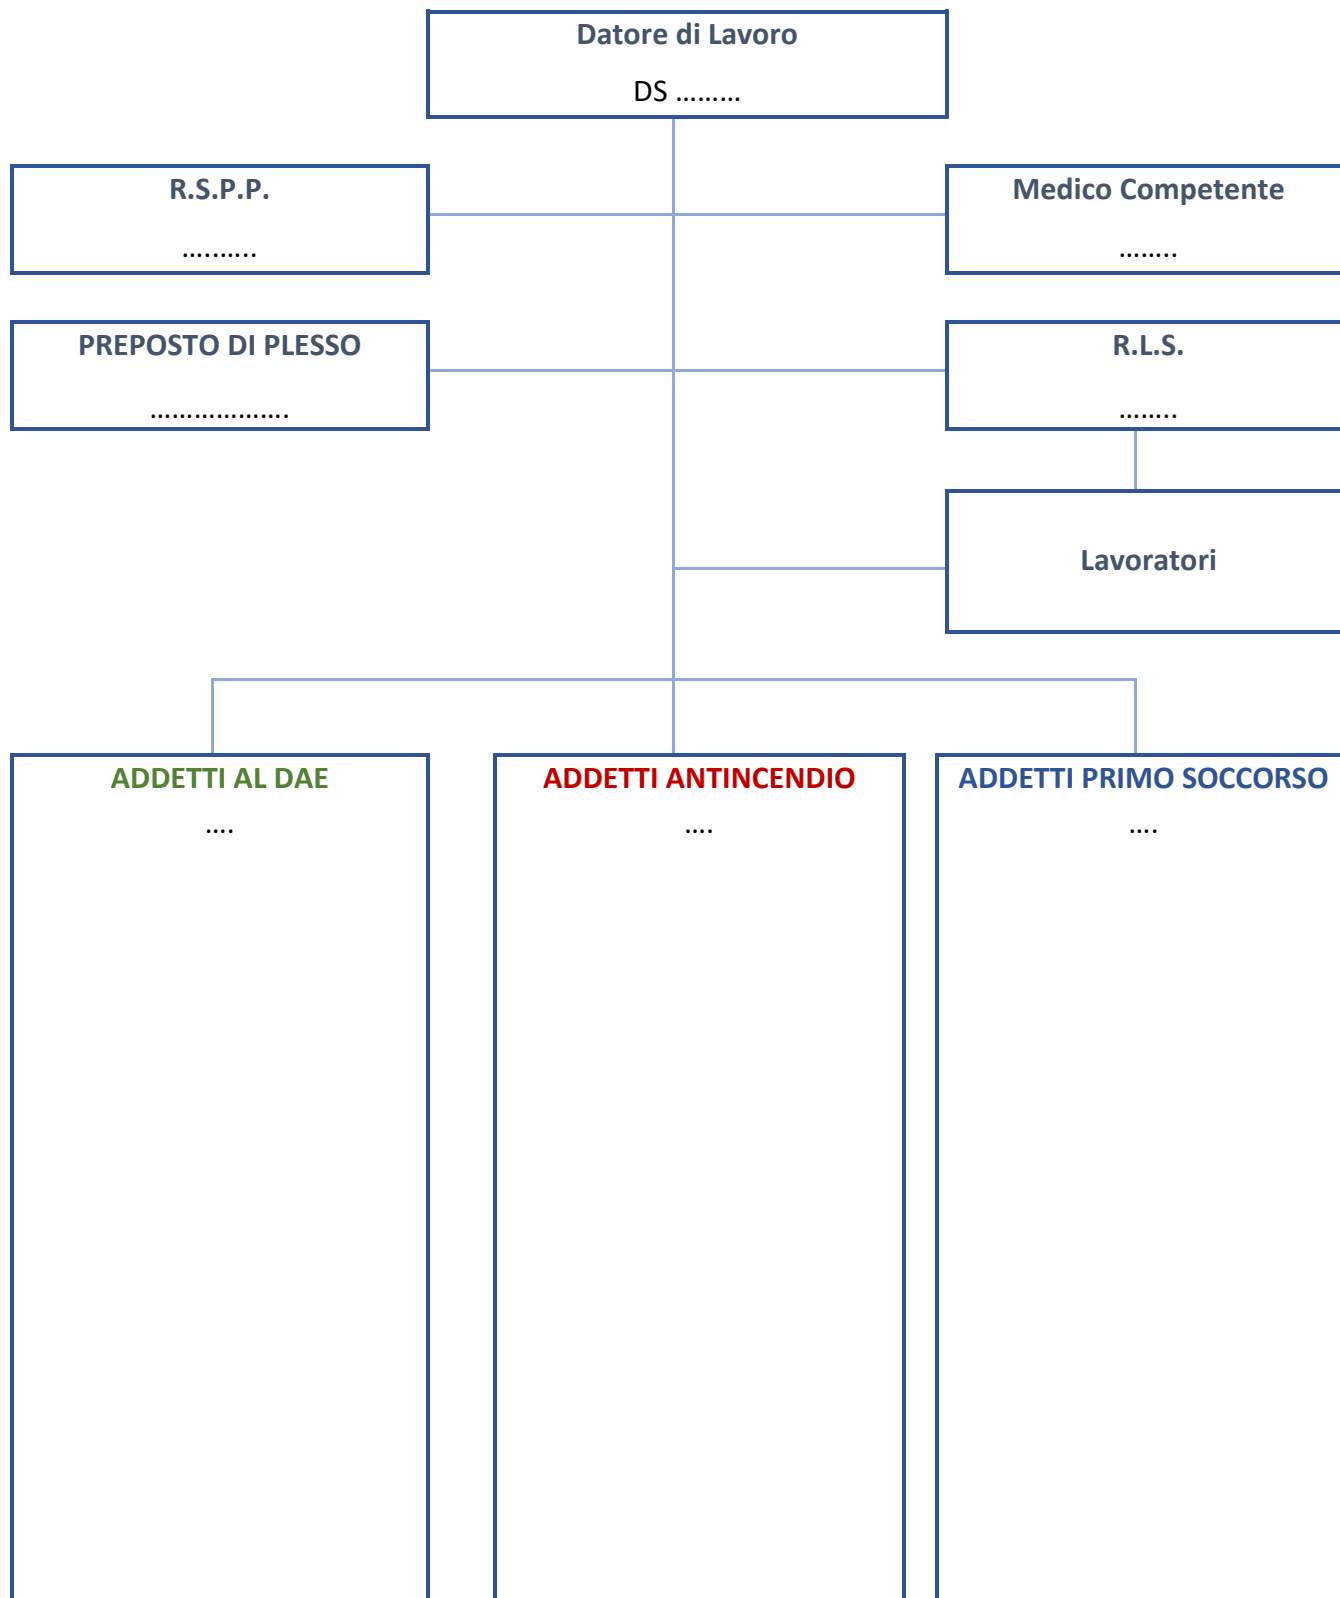 Datore di Lavoro
DS .........
R.S.P.P.
..........
Medico Competente
........
PREPOSTO DI PLESSO
...................
R.L.S.
........
Lavoratori
ADDETTI AL DAE
....
ADDETTI ANTINCENDIO
....
ADDETTI PRIMO SOCCORSO
....